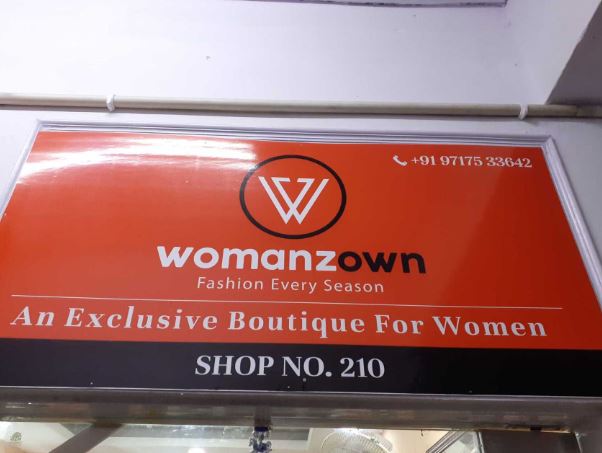 +91 97175 33642
W
womanzown
Fashion Every Season
An Exclusive Boutique For Women
SHOP NO. 210